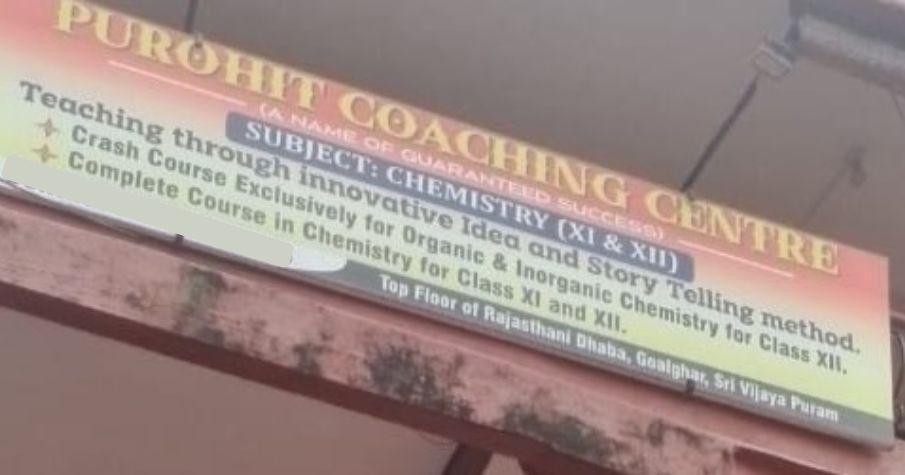 PUROHIT COACHING CENTRE
(A NAME OF GUARANTEED SUCCESS)
SUBJECT: CHEMISTRY (XI & XII)
Teaching through innovative Idea and Story Telling method.
Crash Course Exclusively for Organic & Inorganic Chemistry for Class XII.
Complete Course in Chemistry for Class XI and XII.
Top Floor of Rajasthani Dhaba, Goalghar, Sri Vijaya Puram